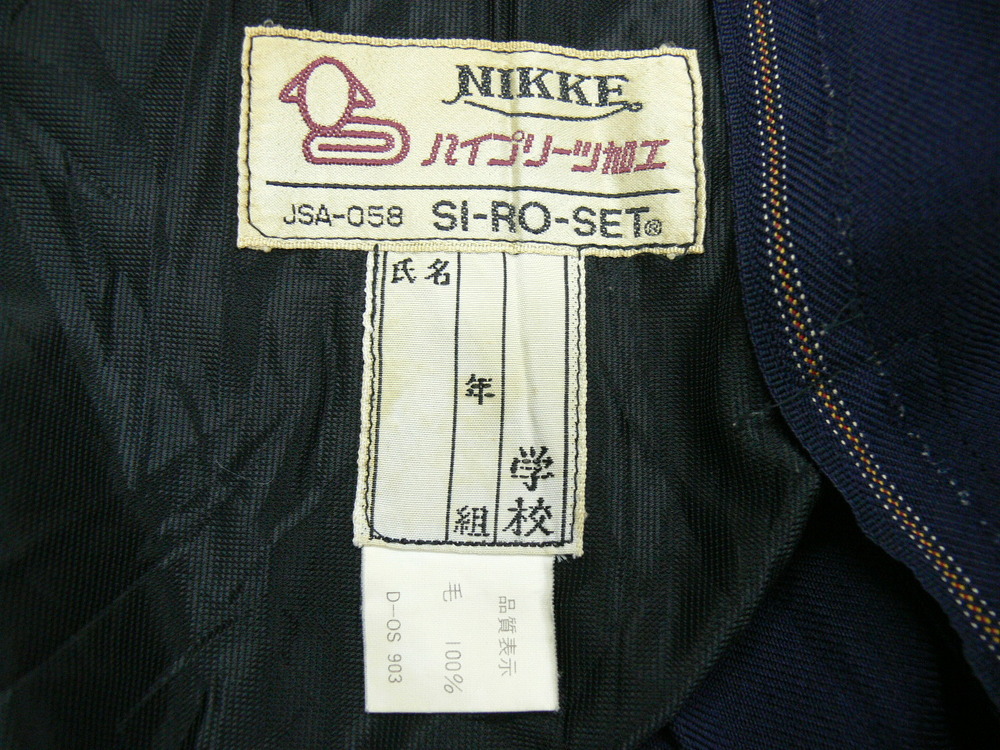 NIKKE
ハイプリーツ加工
JSA-058 SI-RO-SET®
学校
年 組
氏名
品質表示
毛 100%
D-OS 903